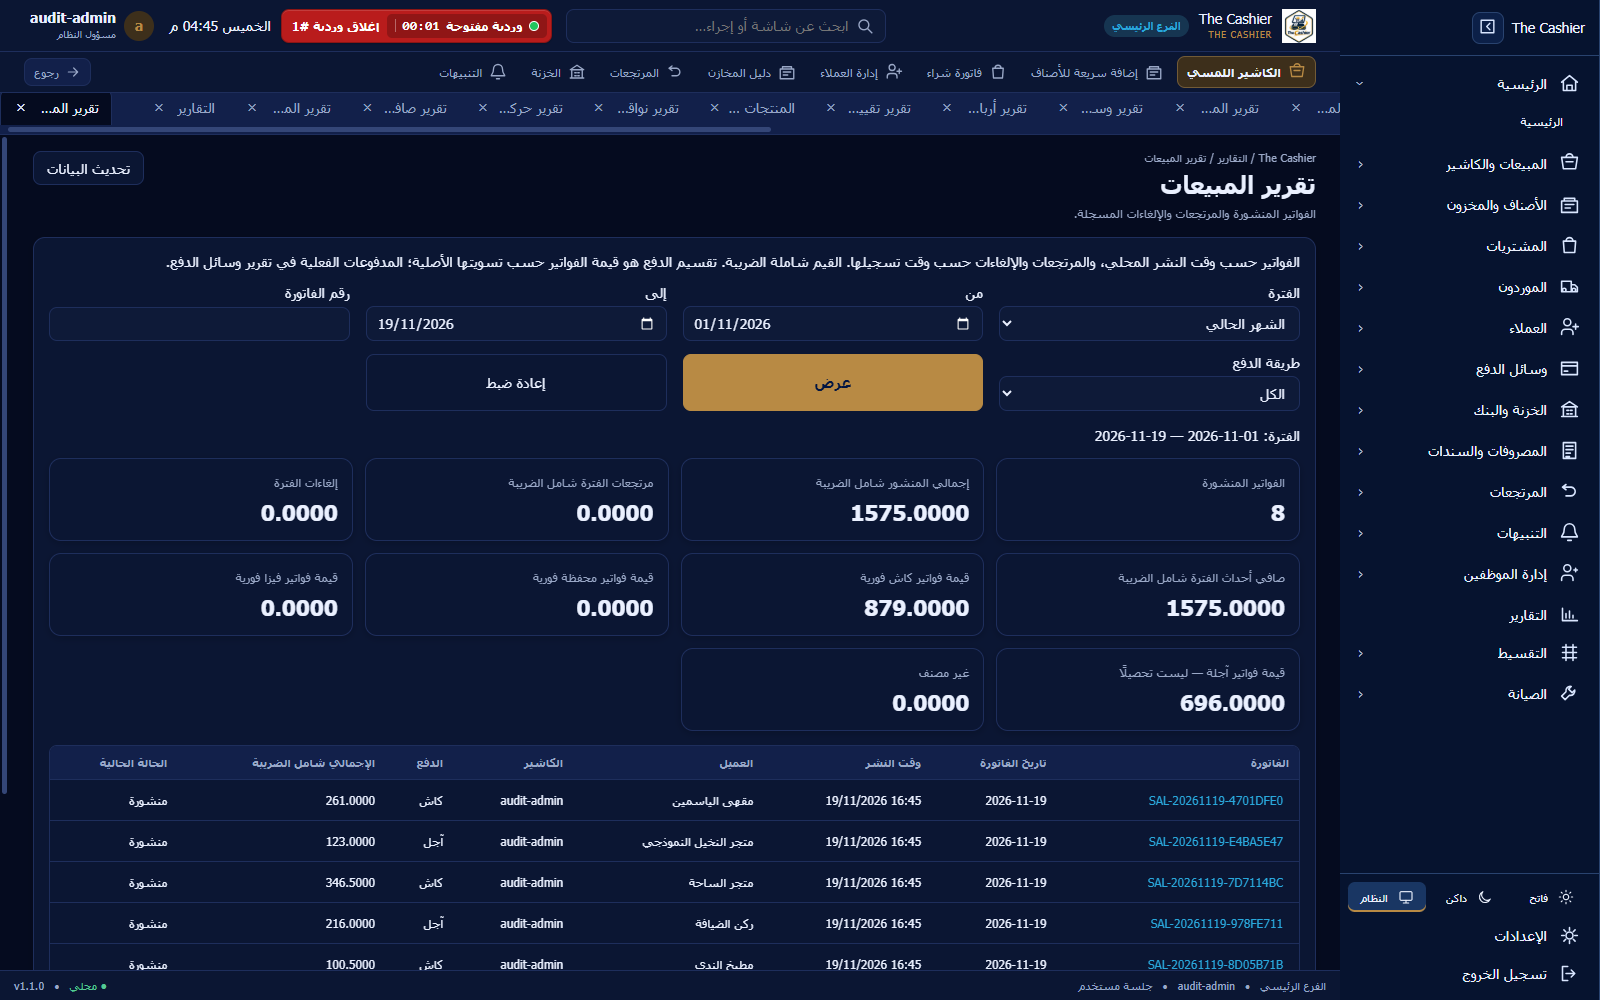 The Cashier
الرئيسية
الرئيسية
المبيعات والكاشير
الأصناف والمخزون
المشتريات
الموردون
العملاء
وسائل الدفع
الخزنة والبنك
المصروفات والسندات
المرتجعات
التنبيهات
إدارة الموظفين
التقارير
التقسيط
الصيانة
فاتح
داكن
النظام
الإعدادات
تسجيل الخروج
The Cashier
THE CASHIER
الفرع الرئيسي
ابحث عن شاشة أو إجراء...
وردية مفتوحة 00:01
إغلاق وردية #1
الخميس 04:45 م
audit-admin
مسؤول النظام
a
الكاشير اللمسي
إضافة سريعة للأصناف
فاتورة شراء
إدارة العملاء
دليل المخازن
المرتجعات
الخزنة
التنبيهات
رجوع
المـ...
تقرير المـ...
تقرير وسـ...
تقرير أربا...
تقرير تقييـ...
المنتجات ...
تقرير نواقـ...
تقرير حركـ...
تقرير صافـ...
تقرير المـ...
التقارير
تقرير المـ...
The Cashier / التقارير / تقرير المبيعات
تقرير المبيعات
الفواتير المنشورة والمرتجعات والإلغاءات المسجلة.
تحديث البيانات
الفواتير حسب وقت النشر المحلي، والمرتجعات والإلغاءات حسب وقت تسجيلها. القيم شاملة الضريبة. تقسيم الدفع هو قيمة الفواتير حسب تسويتها الأصلية؛ المدفوعات الفعلية في تقرير وسائل الدفع.
الفترة
من
إلى
رقم الفاتورة
الشهر الحالي
01/11/2026
19/11/2026
طريقة الدفع
الكل
عرض
إعادة ضبط
الفترة: 2026-11-01 — 2026-11-19
الفواتير المنشورة
8
إجمالي المنشور شامل الضريبة
1575.0000
مرتجعات الفترة شامل الضريبة
0.0000
إلغاءات الفترة
0.0000
صافي أحداث الفترة شامل الضريبة
1575.0000
قيمة فواتير كاش فورية
879.0000
قيمة فواتير محفظة فورية
0.0000
قيمة فواتير فيزا فورية
0.0000
قيمة فواتير آجلة — ليست تحصيلًا
696.0000
غير مصنف
0.0000
الفاتورة تاريخ الفاتورة وقت النشر العميل الكاشير الدفع الإجمالي شامل الضريبة الحالة الحالية
SAL-20261119-4701DFE0 2026-11-19 19/11/2026 16:45 مقهى الياسمين audit-admin كاش 261.0000 منشورة
SAL-20261119-E4BA5E47 2026-11-19 19/11/2026 16:45 متجر النخيل النموذجي audit-admin آجل 123.0000 منشورة
SAL-20261119-7D7114BC 2026-11-19 19/11/2026 16:45 متجر الساحة audit-admin كاش 346.5000 منشورة
SAL-20261119-978FE711 2026-11-19 19/11/2026 16:45 ركن الضيافة audit-admin آجل 216.0000 منشورة
SAL-20261119-8D05B71B 2026-11-19 19/11/2026 16:45 مطبخ الندى audit-admin كاش 100.5000 منشورة
الفرع الرئيسي • audit-admin • جلسة مستخدم
محلي • v1.1.0